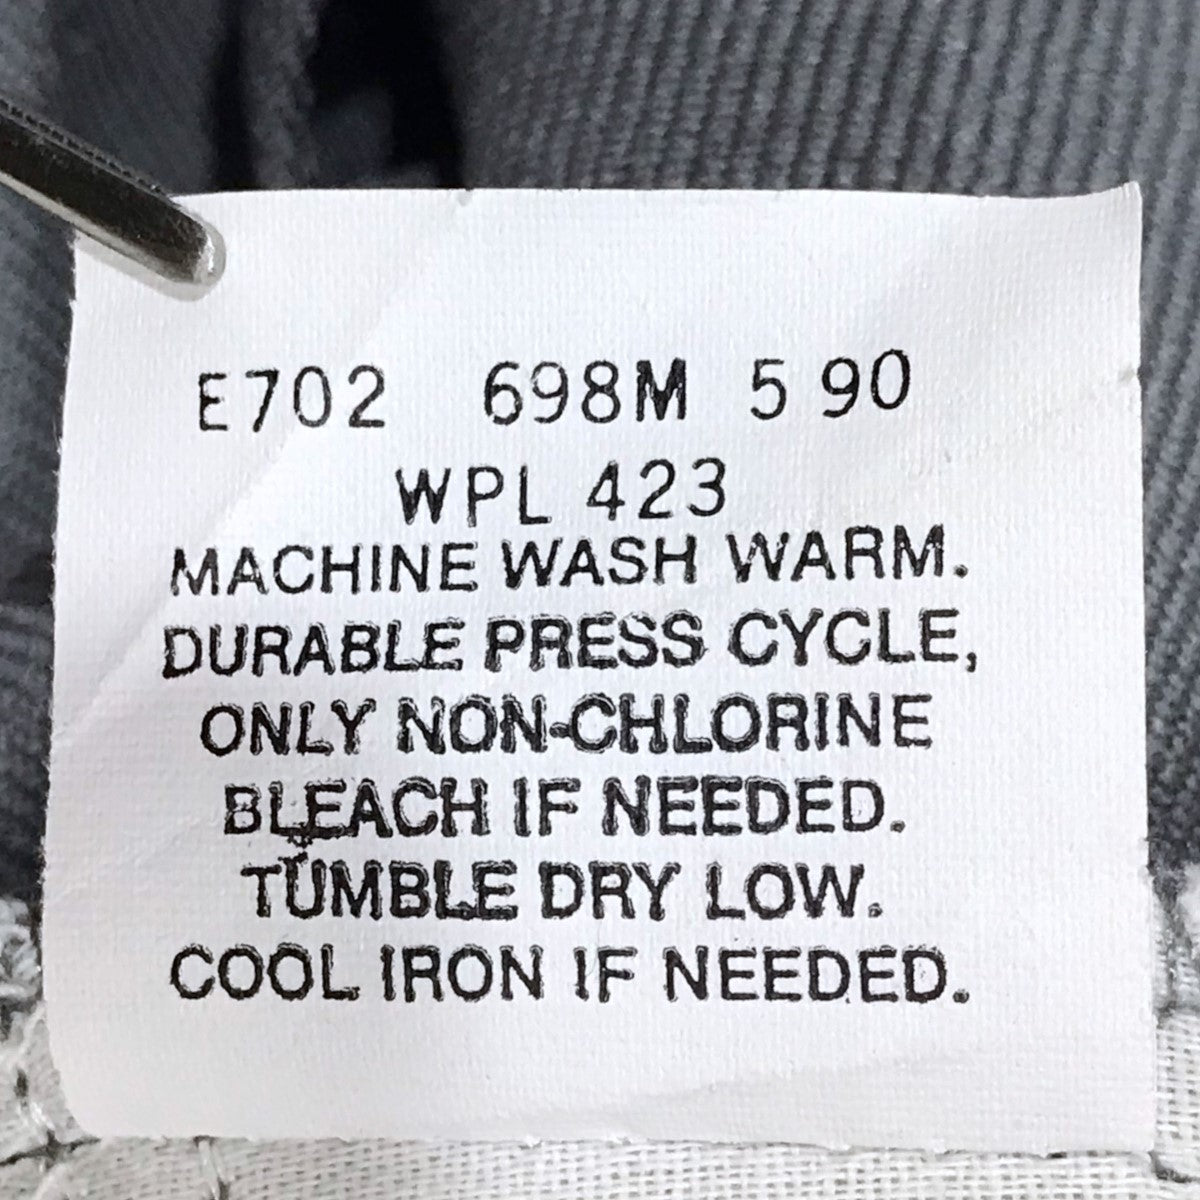 E702 698M 5 90
WPL 423
MACHINE WASH WARM.
DURABLE PRESS CYCLE,
ONLY NON-CHLORINE
BLEACH IF NEEDED.
TUMBLE DRY LOW.
COOL IRON IF NEEDED.